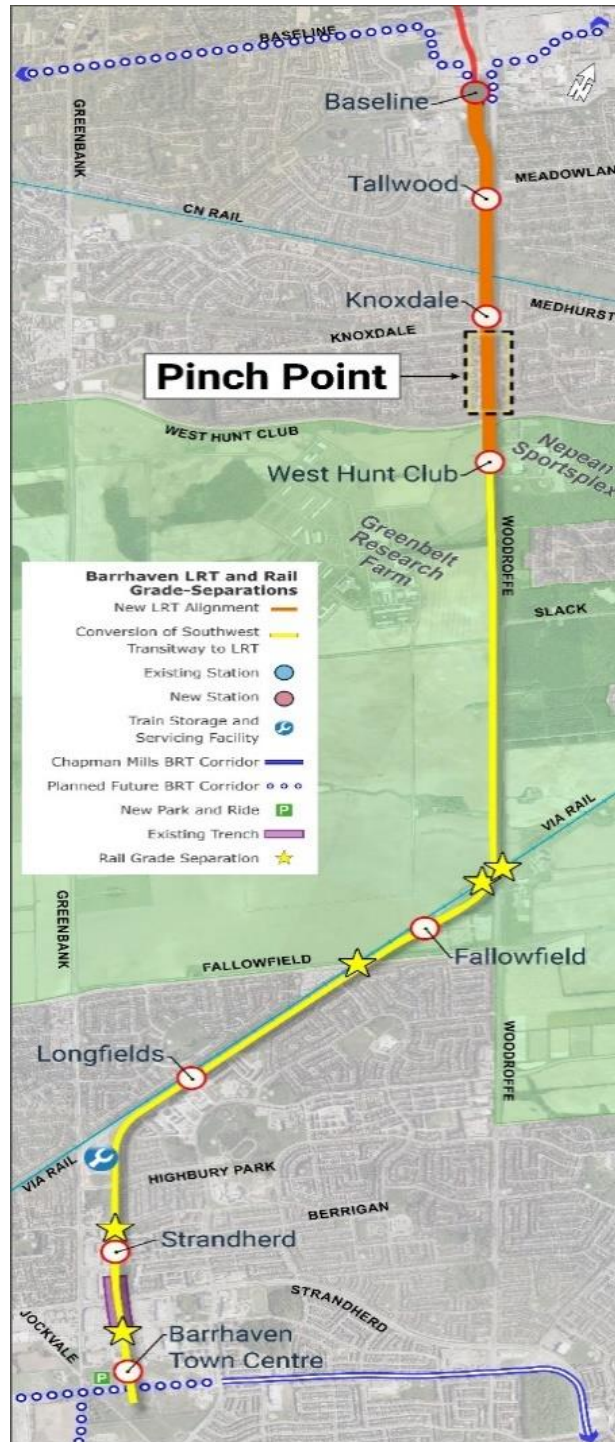 BASELINE
Baseline
GREENBANK
N
Tallwood
MEADOWLAN
CN RAIL
Knoxdale
MEDHURST
KNOXDALE
Pinch Point
WEST HUNT CLUB
West Hunt Club
Nepean
Sportsplex
Greenbelt
Research
Farm
WOODROFFE
SLACK
Barrhaven LRT and Rail
Grade-Separations
New LRT Alignment
Conversion of Southwest
Transitway to LRT
Existing Station
New Station
Train Storage and
Servicing Facility
Chapman Mills BRT Corridor
Planned Future BRT Corridor
New Park and Ride
P
Existing Trench
Rail Grade Separation
VIA RAIL
GREENBANK
FALLOWFIELD
Fallowfield
WOODROFFE
Longfields
VIA RAIL
HIGHBURY PARK
BERRIGAN
Strandherd
STRANDHERD
JOCKVALE
Barrhaven
Town Centre
P